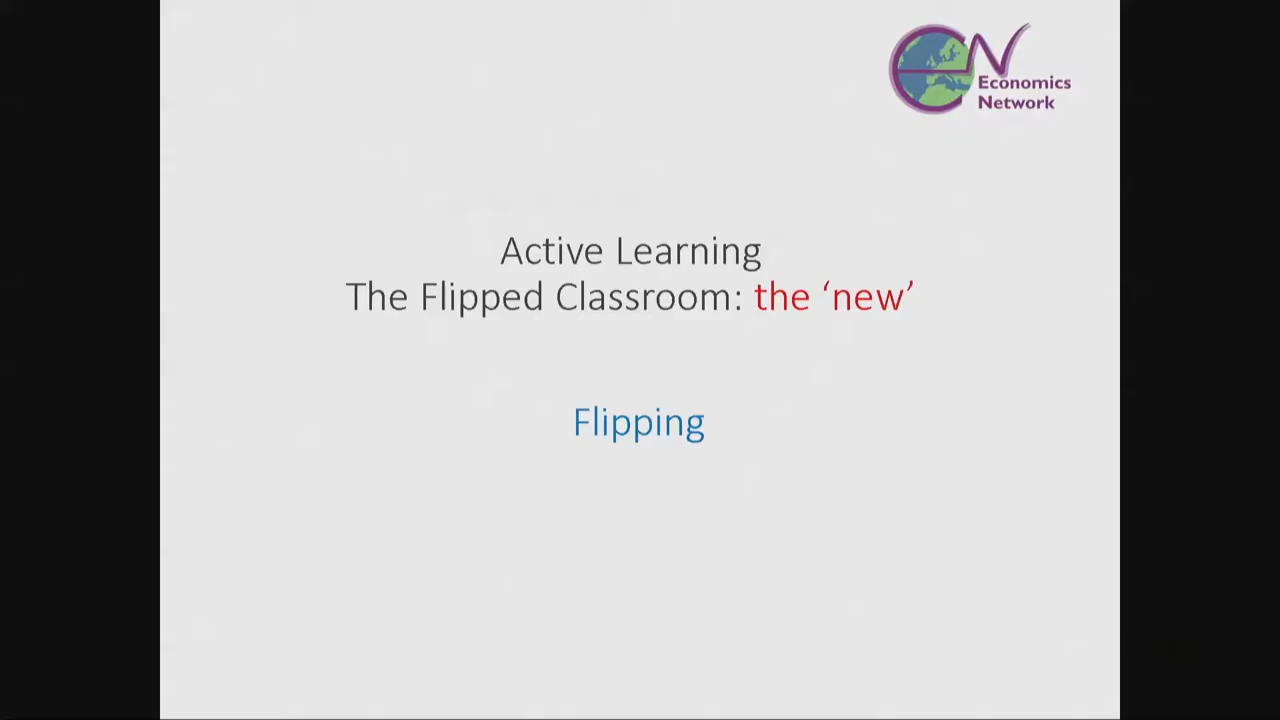 Economics
Network
Active Learning
The Flipped Classroom: the ‘new’
Flipping